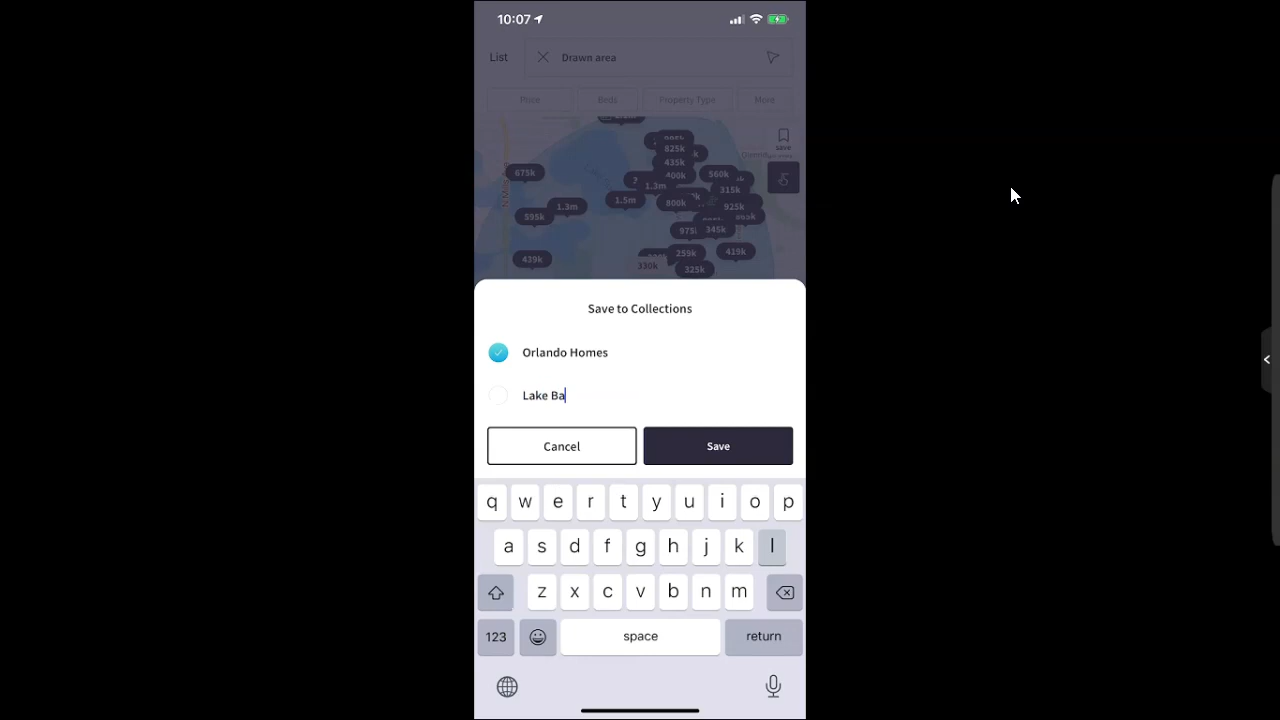 10:07
List
Drawn area
Price
Beds
Property Type
More
save
825k
435k
675k
400k
560k
1.3m
315k
1.5m
800k
1.3m
925k
595k
975
345k
419k
259k
439k
330k
325k
Save to Collections
Orlando Homes
Lake Ba
Cancel
Save
q w e r t y u i o p
a s d f g h j k l
z x c v b n m
123
space
return